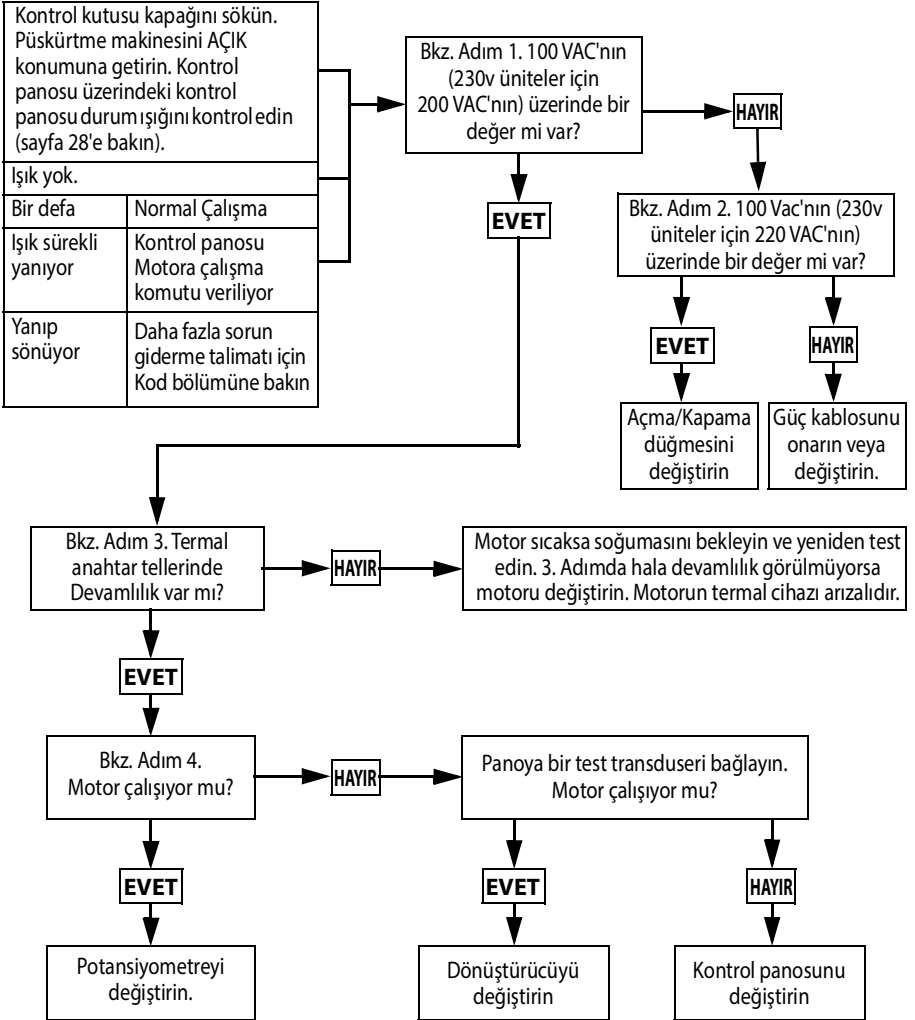 Kontrol kutusu kapağını sökün.
Püskürtme makinesini AÇIK
konumuna getirin. Kontrol
panosu üzerindeki kontrol
panosu durum ışığını kontrol edin
(sayfa 28'e bakın).
Işık yok.
Bir defa
Normal Çalışma
Işık sürekli
yanıyor
Kontrol panosu
Motora çalışma
komutu veriliyor
Yanıp
sönüyor
Daha fazla sorun
giderme talimatı için
Kod bölümüne bakın
Bkz. Adım 1. 100 VAC'nın
(230v üniteler için
200 VAC'nın) üzerinde bir
değer mi var?
HAYIR
EVET
Bkz. Adım 2. 100 Vac'nın (230v
üniteler için 220 VAC'nın)
üzerinde bir değer mi var?
EVET
HAYIR
Açma/Kapama
düğmesini
değiştirin
Güç kablosunu
onarın veya
değiştirin.
Bkz. Adım 3. Termal
anahtar tellerinde
Devamlılık var mı?
HAYIR
Motor sıcaksa soğumasını bekleyin ve yeniden test
edin. 3. Adımda hala devamlılık görülmüyorsa
motoru değiştirin. Motorun termal cihazı arızalıdır.
EVET
Bkz. Adım 4.
Motor çalışıyor mu?
HAYIR
Panoya bir test transduseri bağlayın.
Motor çalışıyor mu?
EVET
EVET
HAYIR
Potansiyometreyi
değiştirin.
Dönüştürücüyü
değiştirin
Kontrol panosunu
değiştirin